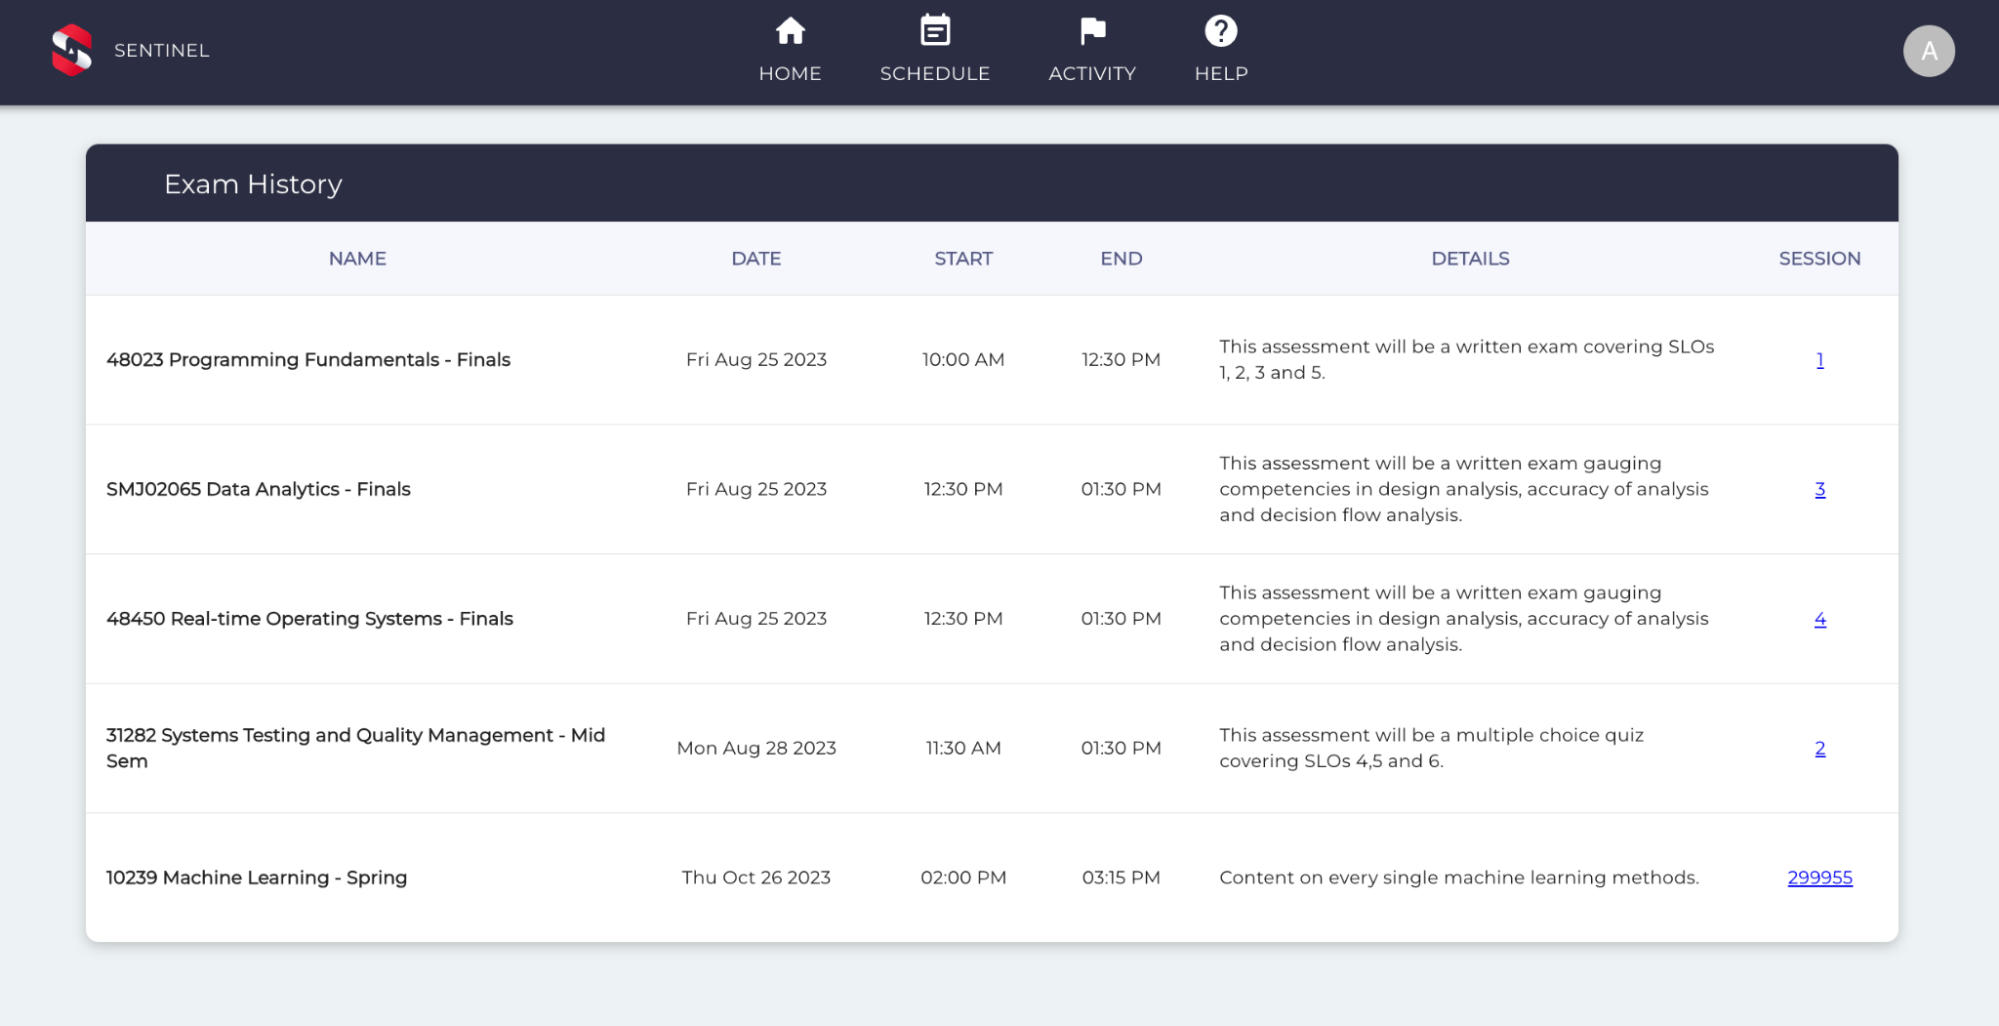 SENTINEL
HOME
SCHEDULE
ACTIVITY
HELP
A
Exam History
NAME
DATE
START
END
DETAILS
SESSION
48023 Programming Fundamentals - Finals
Fri Aug 25 2023
10:00 AM
12:30 PM
This assessment will be a written exam covering SLOs
1, 2, 3 and 5.
1
SMJ02065 Data Analytics - Finals
Fri Aug 25 2023
12:30 PM
01:30 PM
This assessment will be a written exam gauging
competencies in design analysis, accuracy of analysis
and decision flow analysis.
3
48450 Real-time Operating Systems - Finals
Fri Aug 25 2023
12:30 PM
01:30 PM
This assessment will be a written exam gauging
competencies in design analysis, accuracy of analysis
and decision flow analysis.
4
31282 Systems Testing and Quality Management - Mid
Sem
Mon Aug 28 2023
11:30 AM
01:30 PM
This assessment will be a multiple choice quiz
covering SLOs 4,5 and 6.
2
10239 Machine Learning - Spring
Thu Oct 26 2023
02:00 PM
03:15 PM
Content on every single machine learning methods.
299955